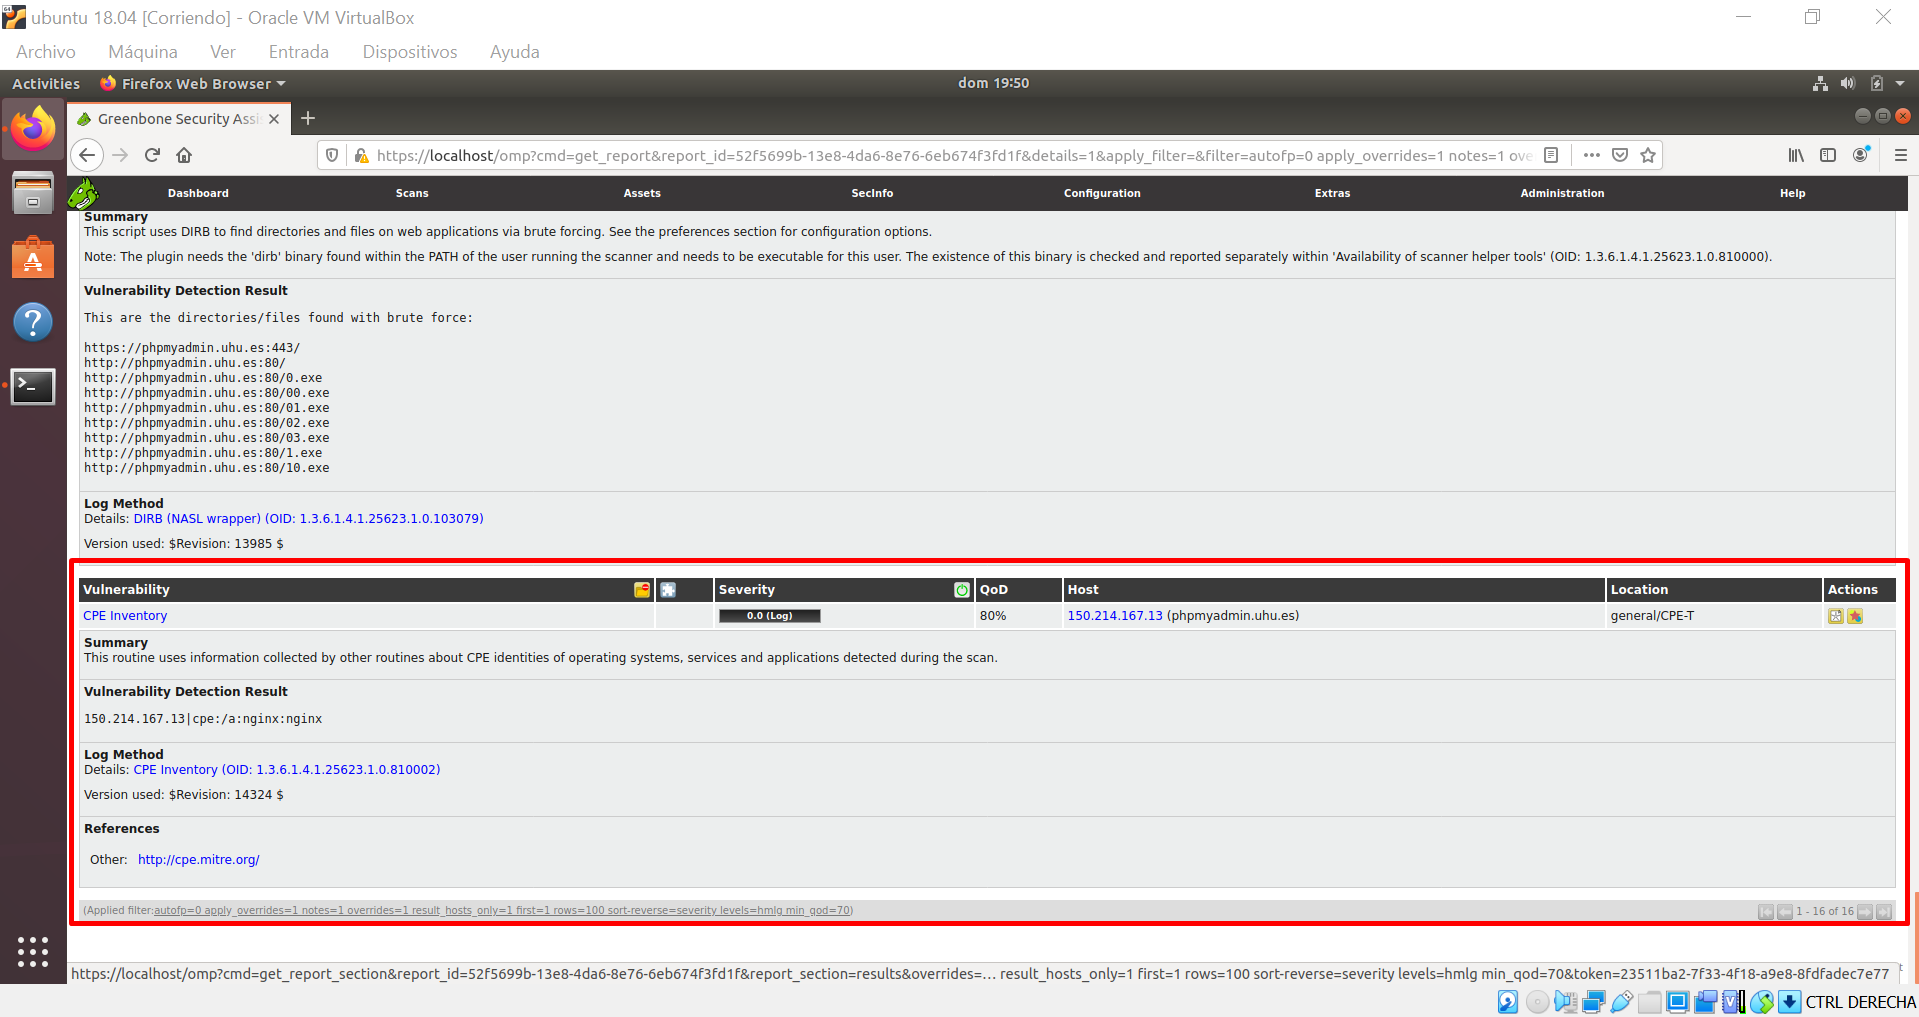 ubuntu 18.04 [Corriendo] - Oracle VM VirtualBox
Archivo Máquina Ver Entrada Dispositivos Ayuda
Activities Firefox Web Browser dom 19:50
Greenbone Security Assi
https://localhost/omp?cmd=get_report&report_id=52f5699b-13e8-4da6-8e76-6eb674f3fd1f&details=1&apply_filter=&filter=autofp=0 apply_overrides=1 notes=1 ove
Dashboard Scans Assets SecInfo Configuration Extras Administration Help
Summary
This script uses DIRB to find directories and files on web applications via brute forcing. See the preferences section for configuration options.
Note: The plugin needs the 'dirb' binary found within the PATH of the user running the scanner and needs to be executable for this user. The existence of this binary is checked and reported separately within 'Availability of scanner helper tools' (OID: 1.3.6.1.4.1.25623.1.0.810000).
Vulnerability Detection Result
This are the directories/files found with brute force:
https://phpmyadmin.uhu.es:443/
http://phpmyadmin.uhu.es:80/
http://phpmyadmin.uhu.es:80/0.exe
http://phpmyadmin.uhu.es:80/00.exe
http://phpmyadmin.uhu.es:80/01.exe
http://phpmyadmin.uhu.es:80/02.exe
http://phpmyadmin.uhu.es:80/03.exe
http://phpmyadmin.uhu.es:80/1.exe
http://phpmyadmin.uhu.es:80/10.exe
Log Method
Details: DIRB (NASL wrapper) (OID: 1.3.6.1.4.1.25623.1.0.103079)
Version used: $Revision: 13985 $
Vulnerability Severity QoD Host Location Actions
CPE Inventory 0.0 (Log) 80% 150.214.167.13 (phpmyadmin.uhu.es) general/CPE-T
Summary
This routine uses information collected by other routines about CPE identities of operating systems, services and applications detected during the scan.
Vulnerability Detection Result
150.214.167.13|cpe:/a:nginx:nginx
Log Method
Details: CPE Inventory (OID: 1.3.6.1.4.1.25623.1.0.810002)
Version used: $Revision: 14324 $
References
Other: http://cpe.mitre.org/
(Applied filter:autofp=0 apply_overrides=1 notes=1 overrides=1 result_hosts_only=1 first=1 rows=100 sort-reverse=severity levels=hmlg min_qod=70) 1 - 16 of 16
https://localhost/omp?cmd=get_report_section&report_id=52f5699b-13e8-4da6-8e76-6eb674f3fd1f&report_section=results&overrides=… result_hosts_only=1 first=1 rows=100 sort-reverse=severity levels=hmlg min_qod=70&token=23511ba2-7f33-4f18-a9e8-8fdfadec7e77
CTRL DERECHA